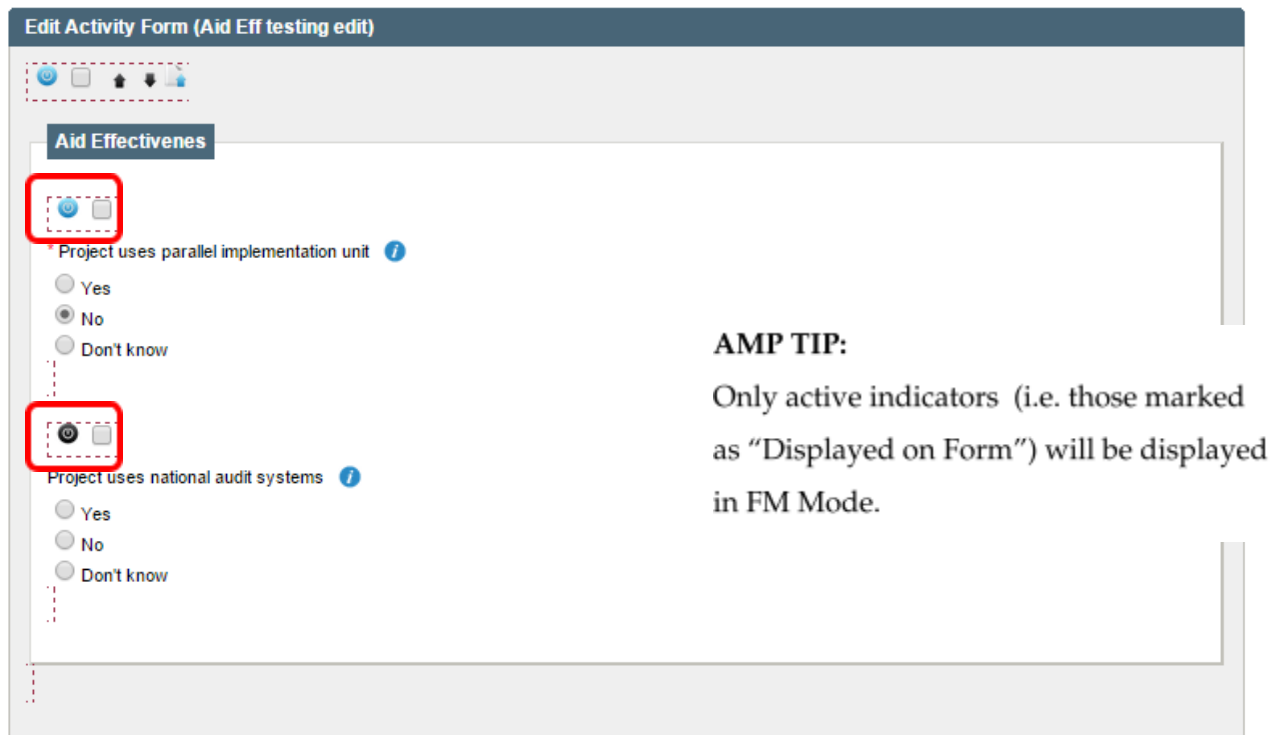 Edit Activity Form (Aid Eff testing edit)
Aid Effectivenes
* Project uses parallel implementation unit i
Yes
No
Don't know
AMP TIP:
Only active indicators (i.e. those marked
as “Displayed on Form”) will be displayed
in FM Mode.
Project uses national audit systems i
Yes
No
Don't know